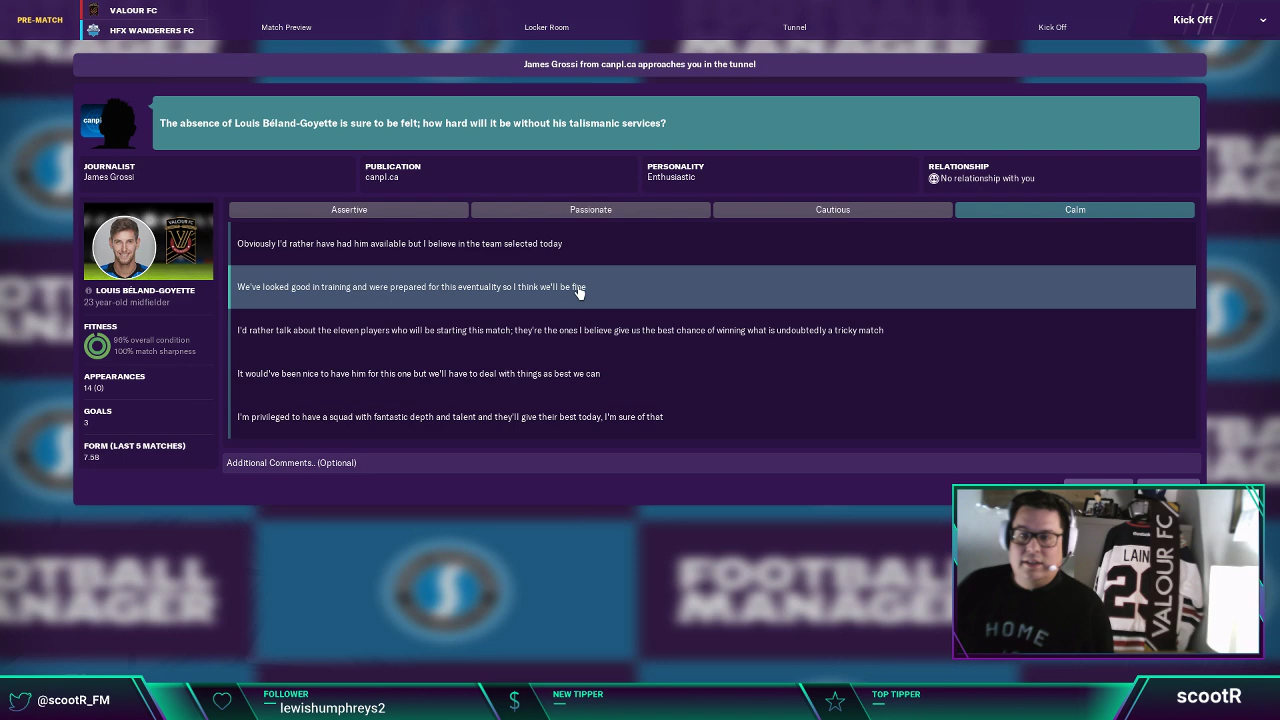 PRE-MATCH
VALOUR FC
HFX WANDERERS FC
Match Preview
Locker Room
Tunnel
Kick Off
Kick Off
James Grossi from canpl.ca approaches you in the tunnel
canpl
The absence of Louis Béland-Goyette is sure to be felt; how hard will it be without his talismanic services?
JOURNALIST
James Grossi
PUBLICATION
canpl.ca
PERSONALITY
Enthusiastic
RELATIONSHIP
No relationship with you
Assertive
Passionate
Cautious
Calm
VALOUR FC
LOUIS BÉLAND-GOYETTE
23 year-old midfielder
FITNESS
96% overall condition
100% match sharpness
APPEARANCES
14 (0)
GOALS
3
FORM (LAST 5 MATCHES)
7.58
Obviously I'd rather have had him available but I believe in the team selected today
We've looked good in training and were prepared for this eventuality so I think we'll be fine
I'd rather talk about the eleven players who will be starting this match; they're the ones I believe give us the best chance of winning what is undoubtedly a tricky match
It would've been nice to have him for this one but we'll have to deal with things as best we can
I'm privileged to have a squad with fantastic depth and talent and they'll give their best today, I'm sure of that
Additional Comments.. (Optional)
FOOTBALL
MANAGER
LAIN
2
VALOUR FC
HOME
@scootR_FM
FOLLOWER
lewishumphreys2
NEW TIPPER
TOP TIPPER
scootR